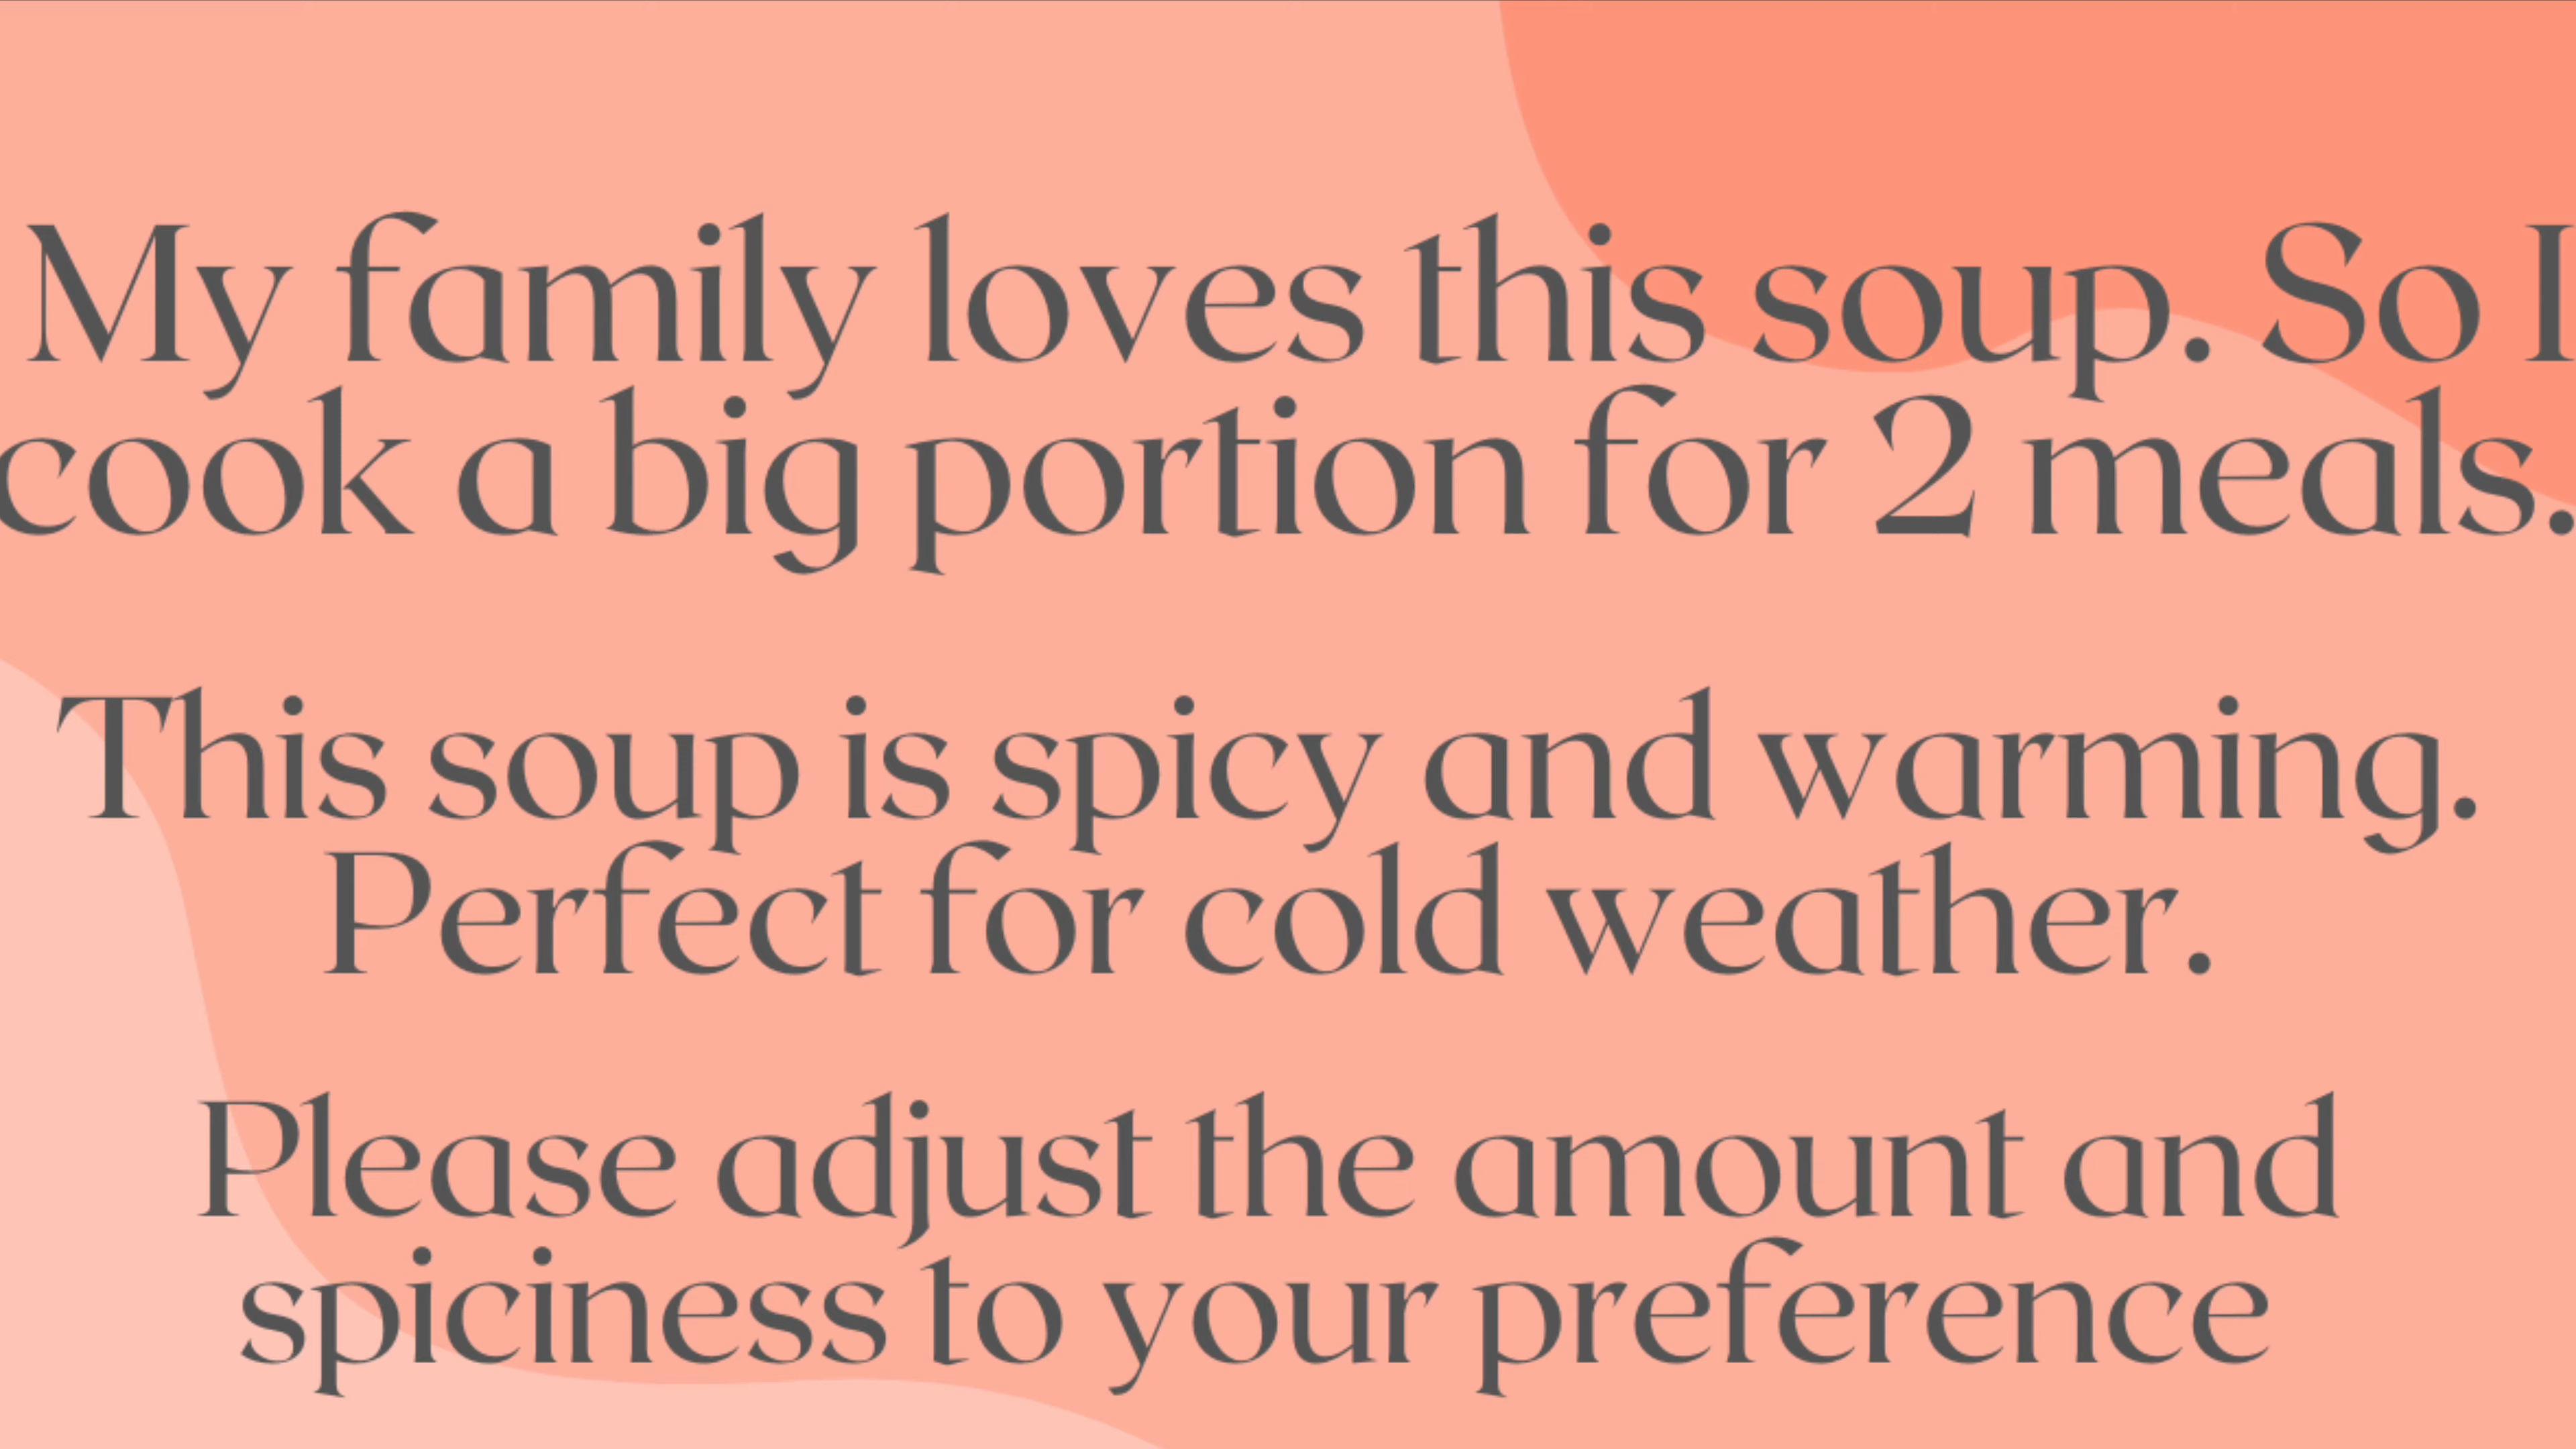 My family loves this soup. So I
cook a big portion for 2 meals.
This soup is spicy and warming.
Perfect for cold weather.
Please adjust the amount and
spiciness to your preference